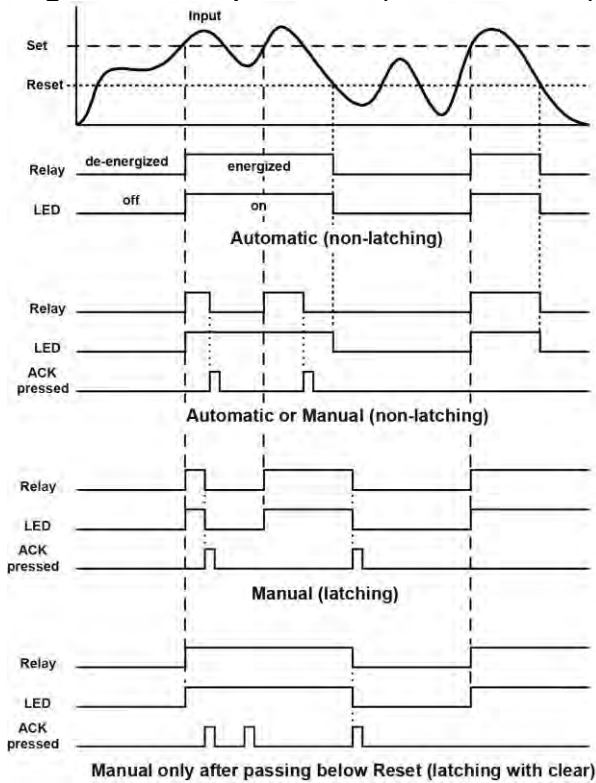 Input
Set
Reset
Relay de-energized energized
LED off on
Automatic (non-latching)
Relay
LED
ACK
pressed
Automatic or Manual (non-latching)
Relay
LED
ACK
pressed
Manual (latching)
Relay
LED
ACK
pressed
Manual only after passing below Reset (latching with clear)